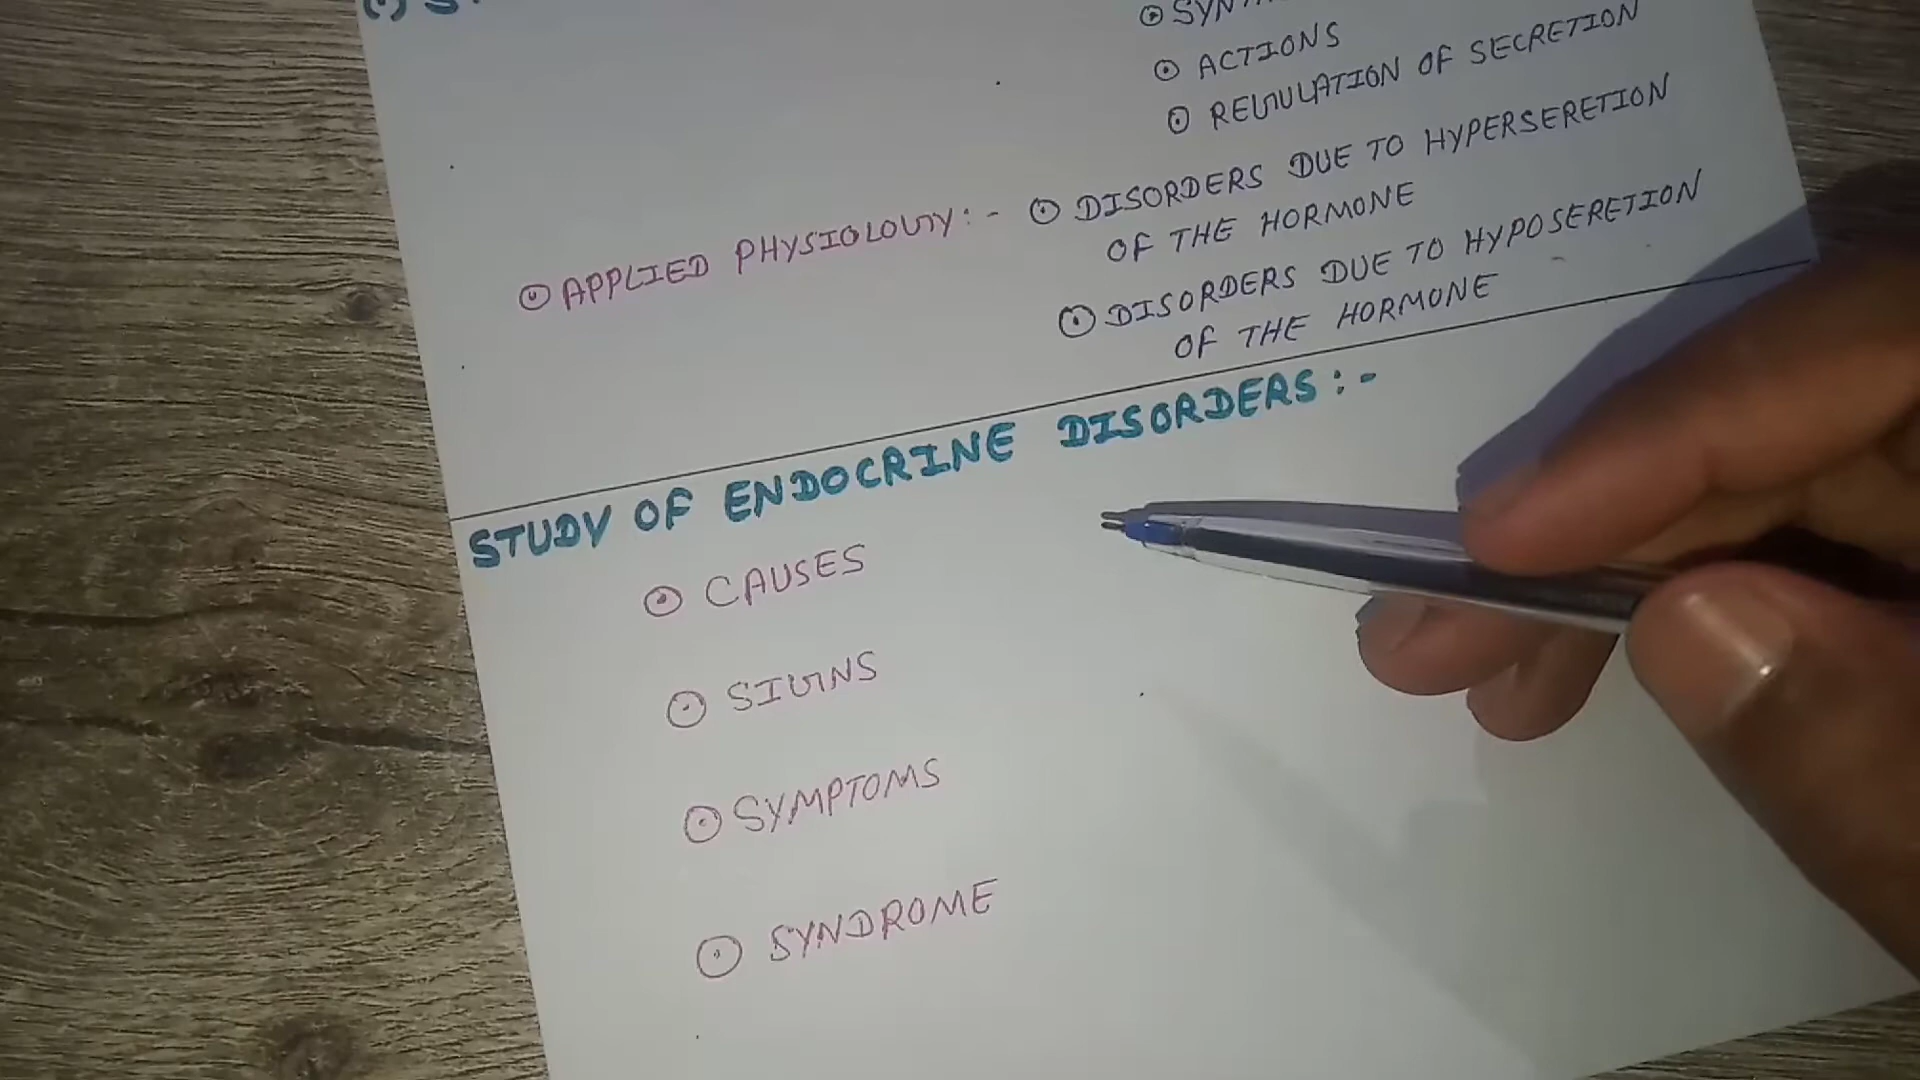 ACTIONS
REGULATION OF SECRETION
APPLIED PHYSIOLOGY:- DISORDERS DUE TO HYPERSERETION
OF THE HORMONE
DISORDERS DUE TO HYPOSERETION
OF THE HORMONE
STUDY OF ENDOCRINE DISORDERS:-
CAUSES
SIGNS
SYMPTOMS
SYNDROME